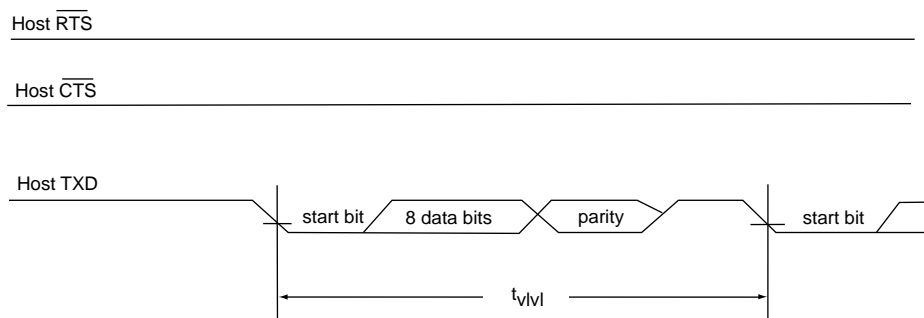 Host RTS
Host CTS
Host TXD
start bit 8 data bits parity start bit
tvlvl